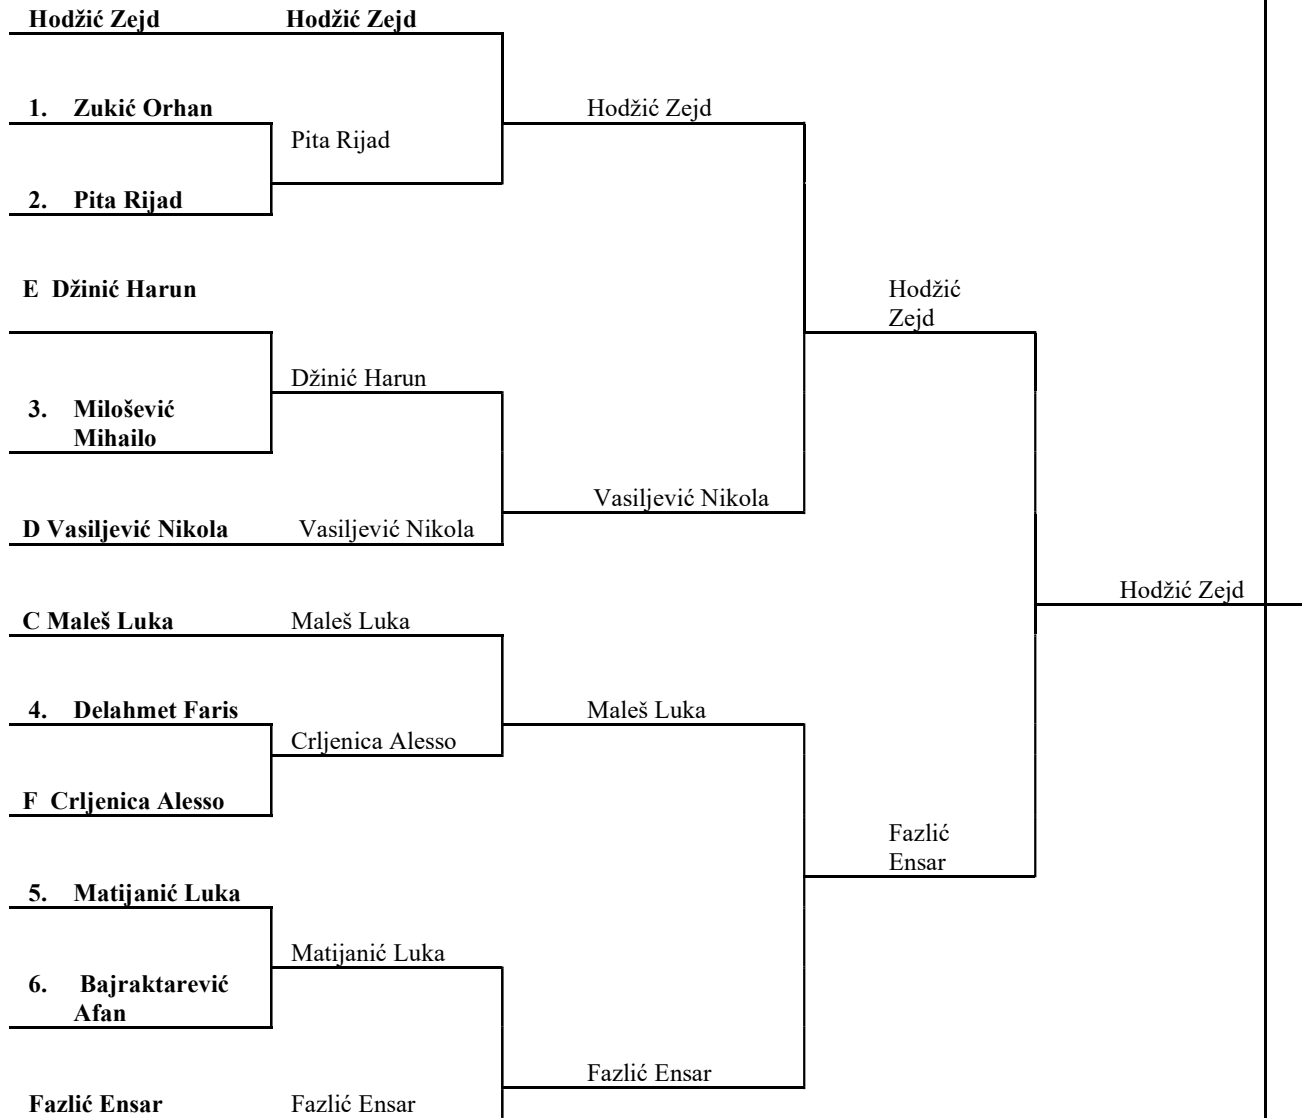 Hodžić Zejd Hodžić Zejd
1. Zukić Orhan Hodžić Zejd
Pita Rijad
2. Pita Rijad
E Džinić Harun Hodžić
Zejd
Džinić Harun
3. Milošević
Mihailo
Vasiljević Nikola
D Vasiljević Nikola Vasiljević Nikola
Hodžić Zejd
C Maleš Luka Maleš Luka
4. Delahmet Faris Maleš Luka
Crljenica Alesso
F Crljenica Alesso
Fazlić
Ensar
5. Matijanić Luka
Matijanić Luka
6. Bajraktarević
Afan
Fazlić Ensar
Fazlić Ensar Fazlić Ensar